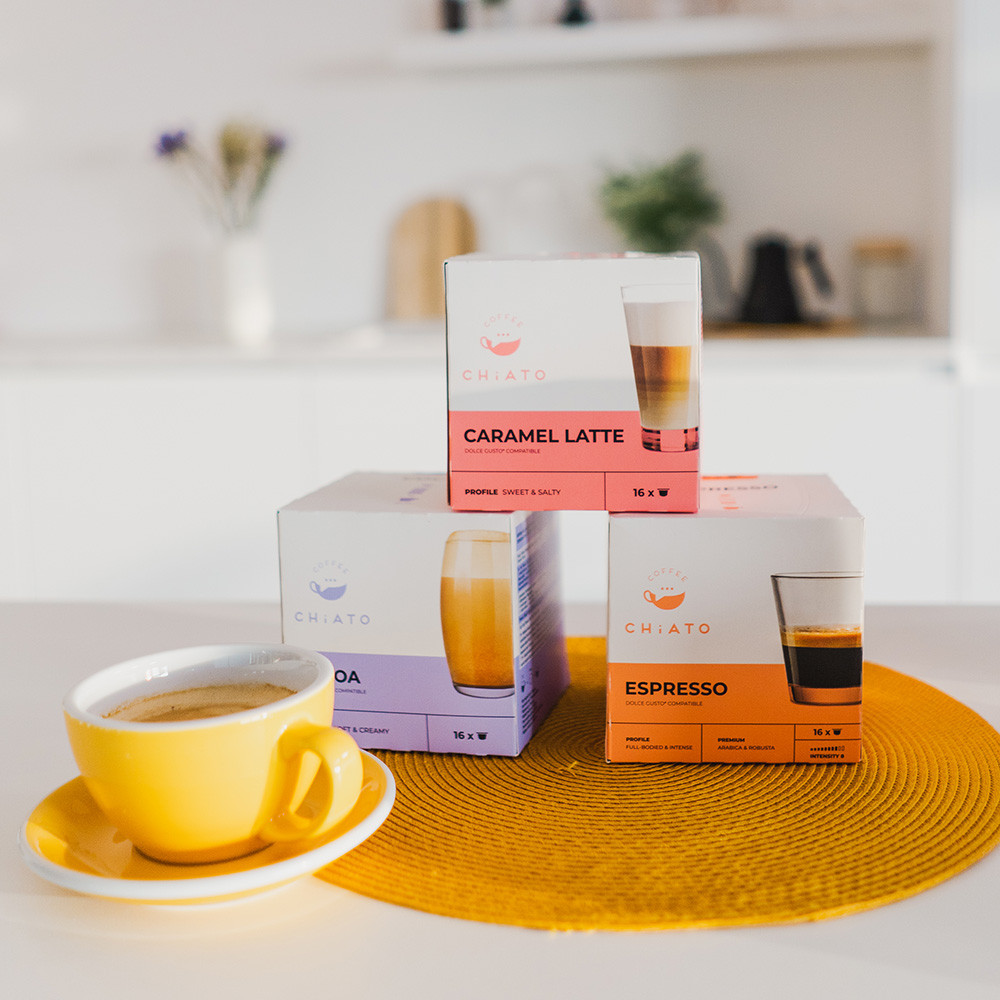 COFFEE
CHiATO
CARAMEL LATTE
DOLCE GUSTO® COMPATIBLE
PROFILE SWEET & SALTY
16 x
COFFEE
CHiATO
OA
COMPATIBLE
& CREAMY
16 x
COFFEE
CHiATO
ESPRESSO
DOLCE GUSTO® COMPATIBLE
PROFILE
FULL-BODIED & INTENSE
PREMIUM
ARABICA & ROBUSTA
16 x
INTENSITY 8